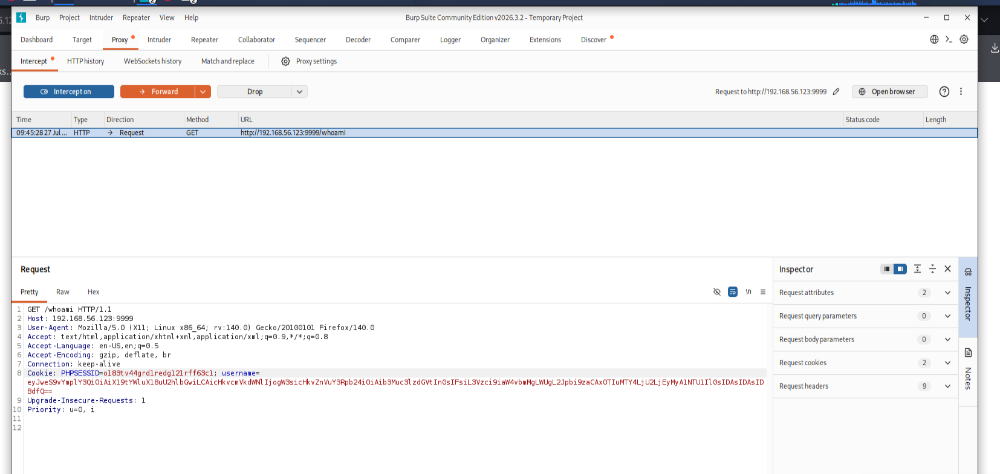 Burp Project Intruder Repeater View Help
Burp Suite Community Edition v2026.3.2 - Temporary Project
Dashboard Target Proxy Intruder Repeater Collaborator Sequencer Decoder Comparer Logger Organizer Extensions Discover
Intercept HTTP history WebSockets history Match and replace Proxy settings
Intercept on Forward Drop Request to http://192.168.56.123:9999 Open browser
Time Type Direction Method URL Status code Length
09:45:28 27 Jul ... HTTP Request GET http://192.168.56.123:9999/whoami
Request
Pretty Raw Hex
\n
1 GET /whoami HTTP/1.1
2 Host: 192.168.56.123:9999
3 User-Agent: Mozilla/5.0 (X11; Linux x86_64; rv:140.0) Gecko/20100101 Firefox/140.0
4 Accept: text/html,application/xhtml+xml,application/xml;q=0.9,*/*;q=0.8
5 Accept-Language: en-US,en;q=0.5
6 Accept-Encoding: gzip, deflate, br
7 Connection: keep-alive
8 Cookie: PHPSESSID=o183tv44grd1redg121rff63c1; username=
BdfQ==
9 Upgrade-Insecure-Requests: 1
10 Priority: u=0, i
11
12
Inspector
Request attributes 2
Request query parameters 0
Request body parameters 0
Request cookies 2
Request headers 9
Inspector
Notes